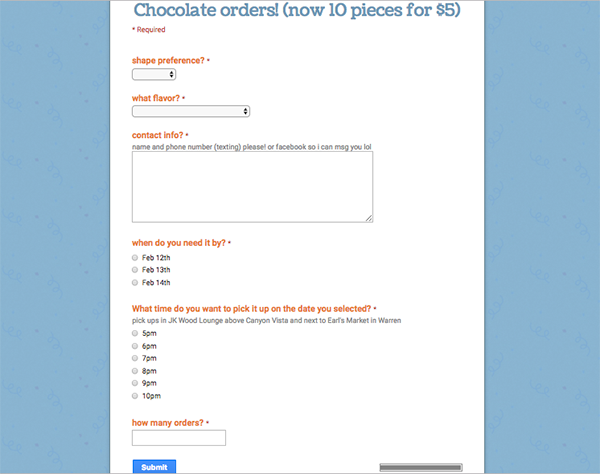 Chocolate orders! (now 10 pieces for $5)
* Required
shape preference? *
what flavor? *
contact info? *
name and phone number (texting) please! or facebook so i can msg you lol
when do you need it by? *
Feb 12th
Feb 13th
Feb 14th
What time do you want to pick it up on the date you selected? *
pick ups in JK Wood Lounge above Canyon Vista and next to Earl's Market in Warren
5pm
6pm
7pm
8pm
9pm
10pm
how many orders? *
Submit